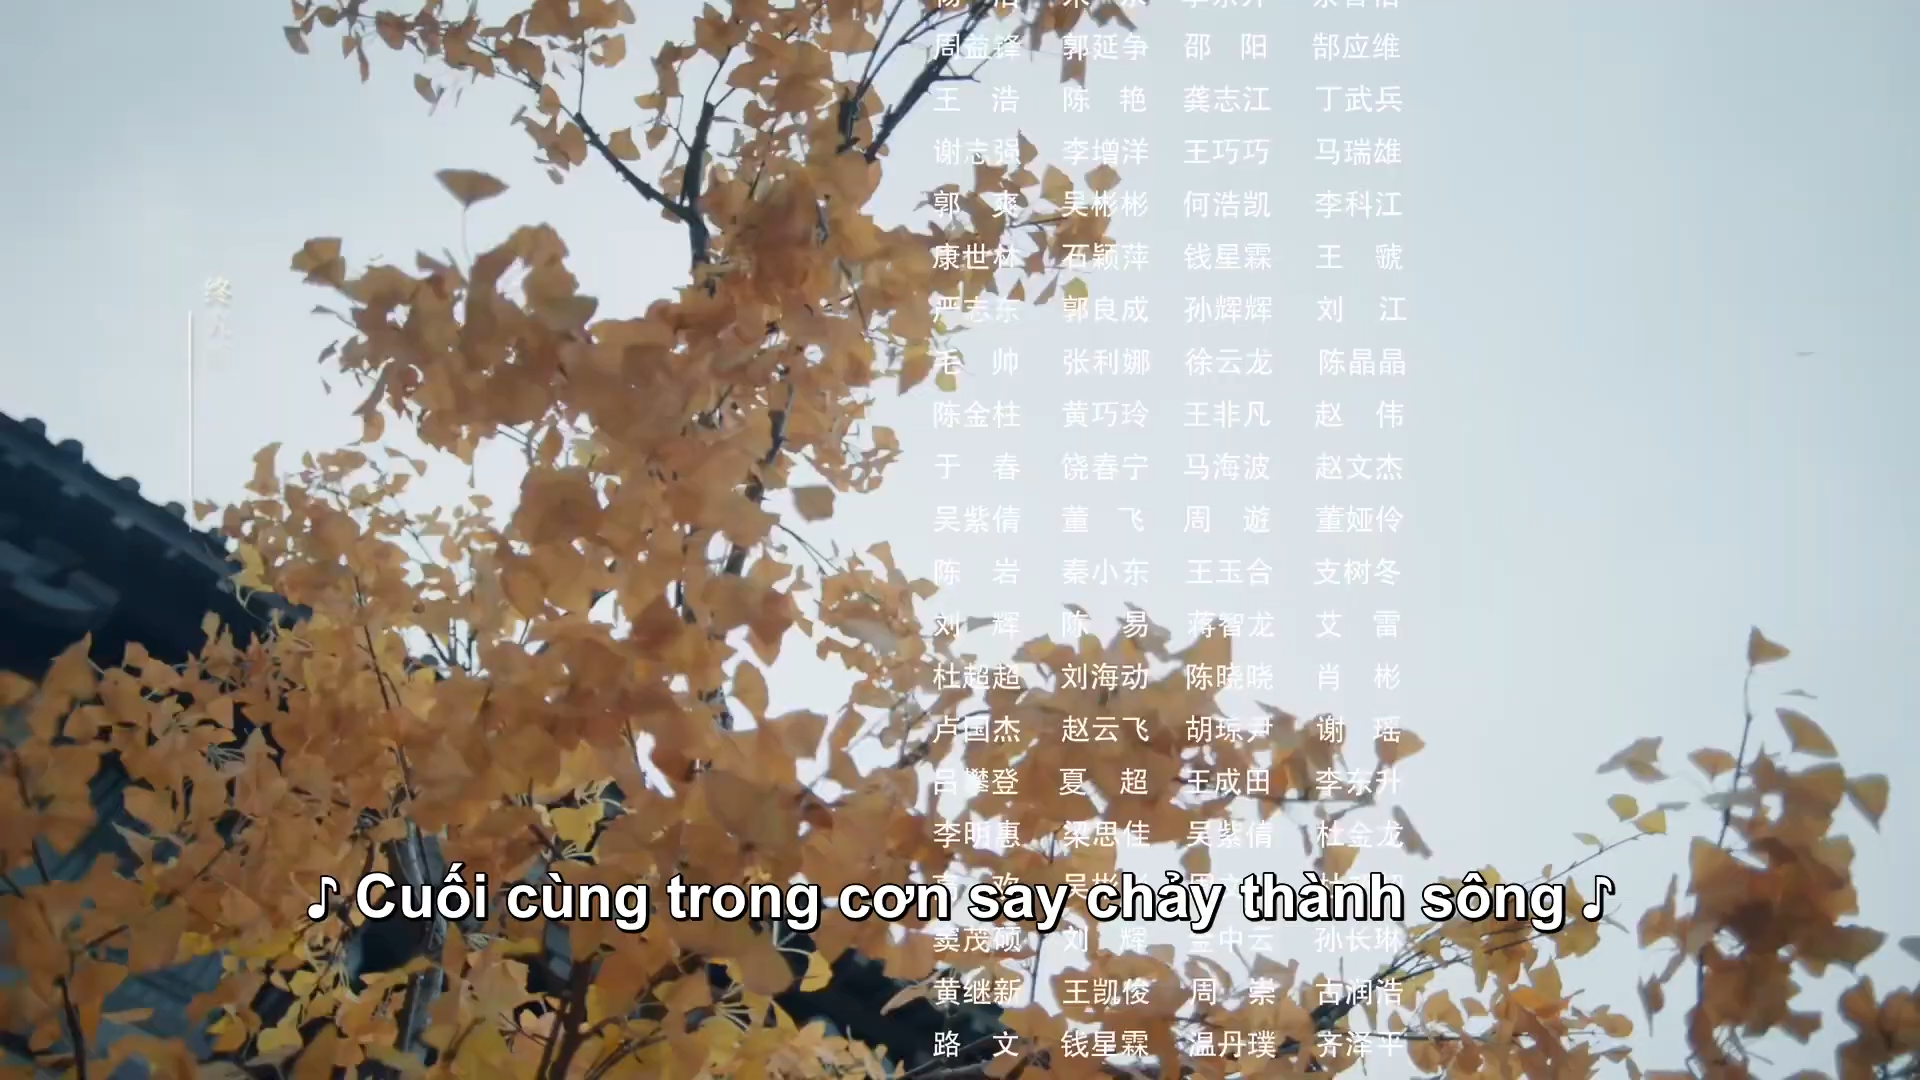 周益锋 郭延争 邵 阳 郜应维
王 浩 陈 艳 龚志江 丁武兵
谢志强 李增洋 王巧巧 马瑞雄
郭 爽 吴彬彬 何浩凯 李科江
康世林 石颖萍 钱星霖 王 虢
严志东 郭良成 孙辉辉 刘 江
毛 帅 张利娜 徐云龙 陈晶晶
陈金柱 黄巧玲 王非凡 赵 伟
于 春 饶春宁 马海波 赵文杰
吴紫倩 董 飞 周 遊 董娅伶
陈 岩 秦小东 王玉合 支树冬
刘 辉 陈 易 蒋智龙 艾 雷
杜超超 刘海动 陈晓晓 肖 彬
卢国杰 赵云飞 胡琼尹 谢 瑶
吕攀登 夏 超 王成田 李东升
李明惠 梁思佳 吴紫倩 杜金龙
♪ Cuối cùng trong cơn say chảy thành sông ♪
窦茂硕 刘 辉 兰中云 孙长琳
黄继新 王凯俊 周 崇 古润浩
路 文 钱星霖 温丹璞 齐泽平